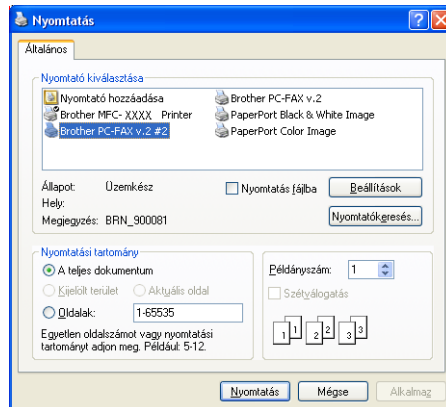 Nyomtatás
Általános
Nyomtató kiválasztása
Nyomtató hozzáadása
Brother PC-FAX v.2
Brother MFC- XXXX Printer
PaperPort Black & White Image
Brother PC-FAX v.2 #2
PaperPort Color Image
Állapot: Üzemkész
Nyomtatás fájlba
Beállítások
Hely:
Megjegyzés: BRN_900081
Nyomtatókeresés...
Nyomtatási tartomány
A teljes dokumentum
Példányszám: 1
Kijelölt terület Aktuális oldal
Szétválogatás
Oldalak: 1-65535
Egyetlen oldalszámot vagy nyomtatási
tartományt adjon meg. Például: 5-12.
1 1 2 2 3 3
Nyomtatás Mégse Alkalmaz